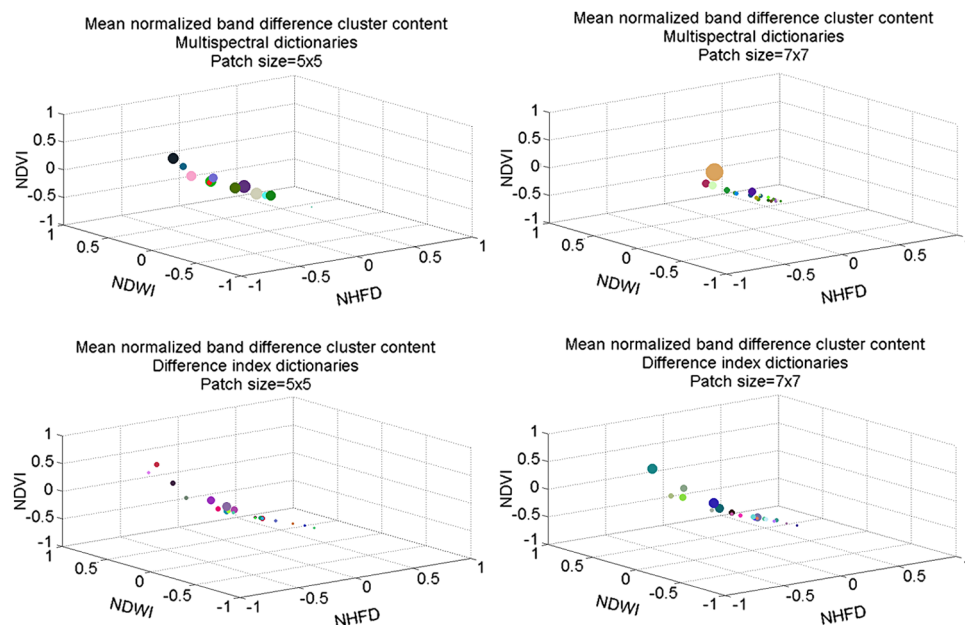 Mean normalized band difference cluster content
Multispectral dictionaries
Patch size=5x5
1
0.5
0
-0.5
-1
NDVI
1
0.5
0
-0.5
-1
NDWI
-1
-0.5
0
0.5
1
NHFD
Mean normalized band difference cluster content
Multispectral dictionaries
Patch size=7x7
1
0.5
0
-0.5
-1
NDVI
1
0.5
0
-0.5
-1
NDWI
-1
-0.5
0
0.5
1
NHFD
Mean normalized band difference cluster content
Difference index dictionaries
Patch size=5x5
1
0.5
0
-0.5
-1
NDVI
1
0.5
0
-0.5
-1
NDWI
-1
-0.5
0
0.5
1
NHFD
Mean normalized band difference cluster content
Difference index dictionaries
Patch size=7x7
1
0.5
0
-0.5
-1
NDVI
1
0.5
0
-0.5
-1
NDWI
-1
-0.5
0
0.5
NHFD